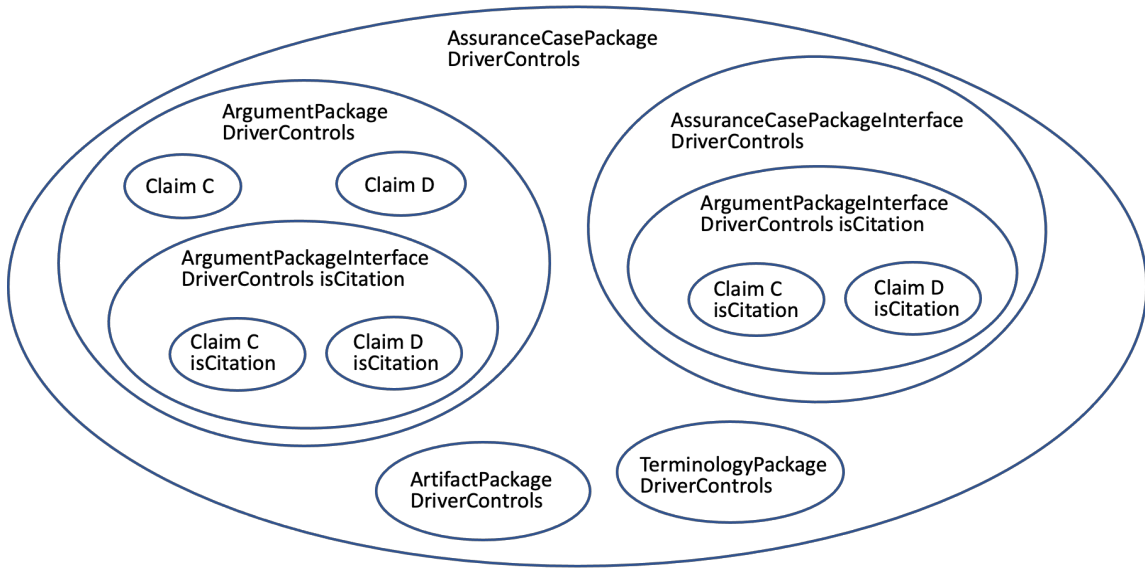 AssuranceCasePackage
DriverControls
ArgumentPackage
DriverControls
Claim C
Claim D
ArgumentPackageInterface
DriverControls isCitation
Claim C
isCitation
Claim D
isCitation
AssuranceCasePackageInterface
DriverControls
ArgumentPackageInterface
DriverControls isCitation
Claim C
isCitation
Claim D
isCitation
ArtifactPackage
DriverControls
TerminologyPackage
DriverControls